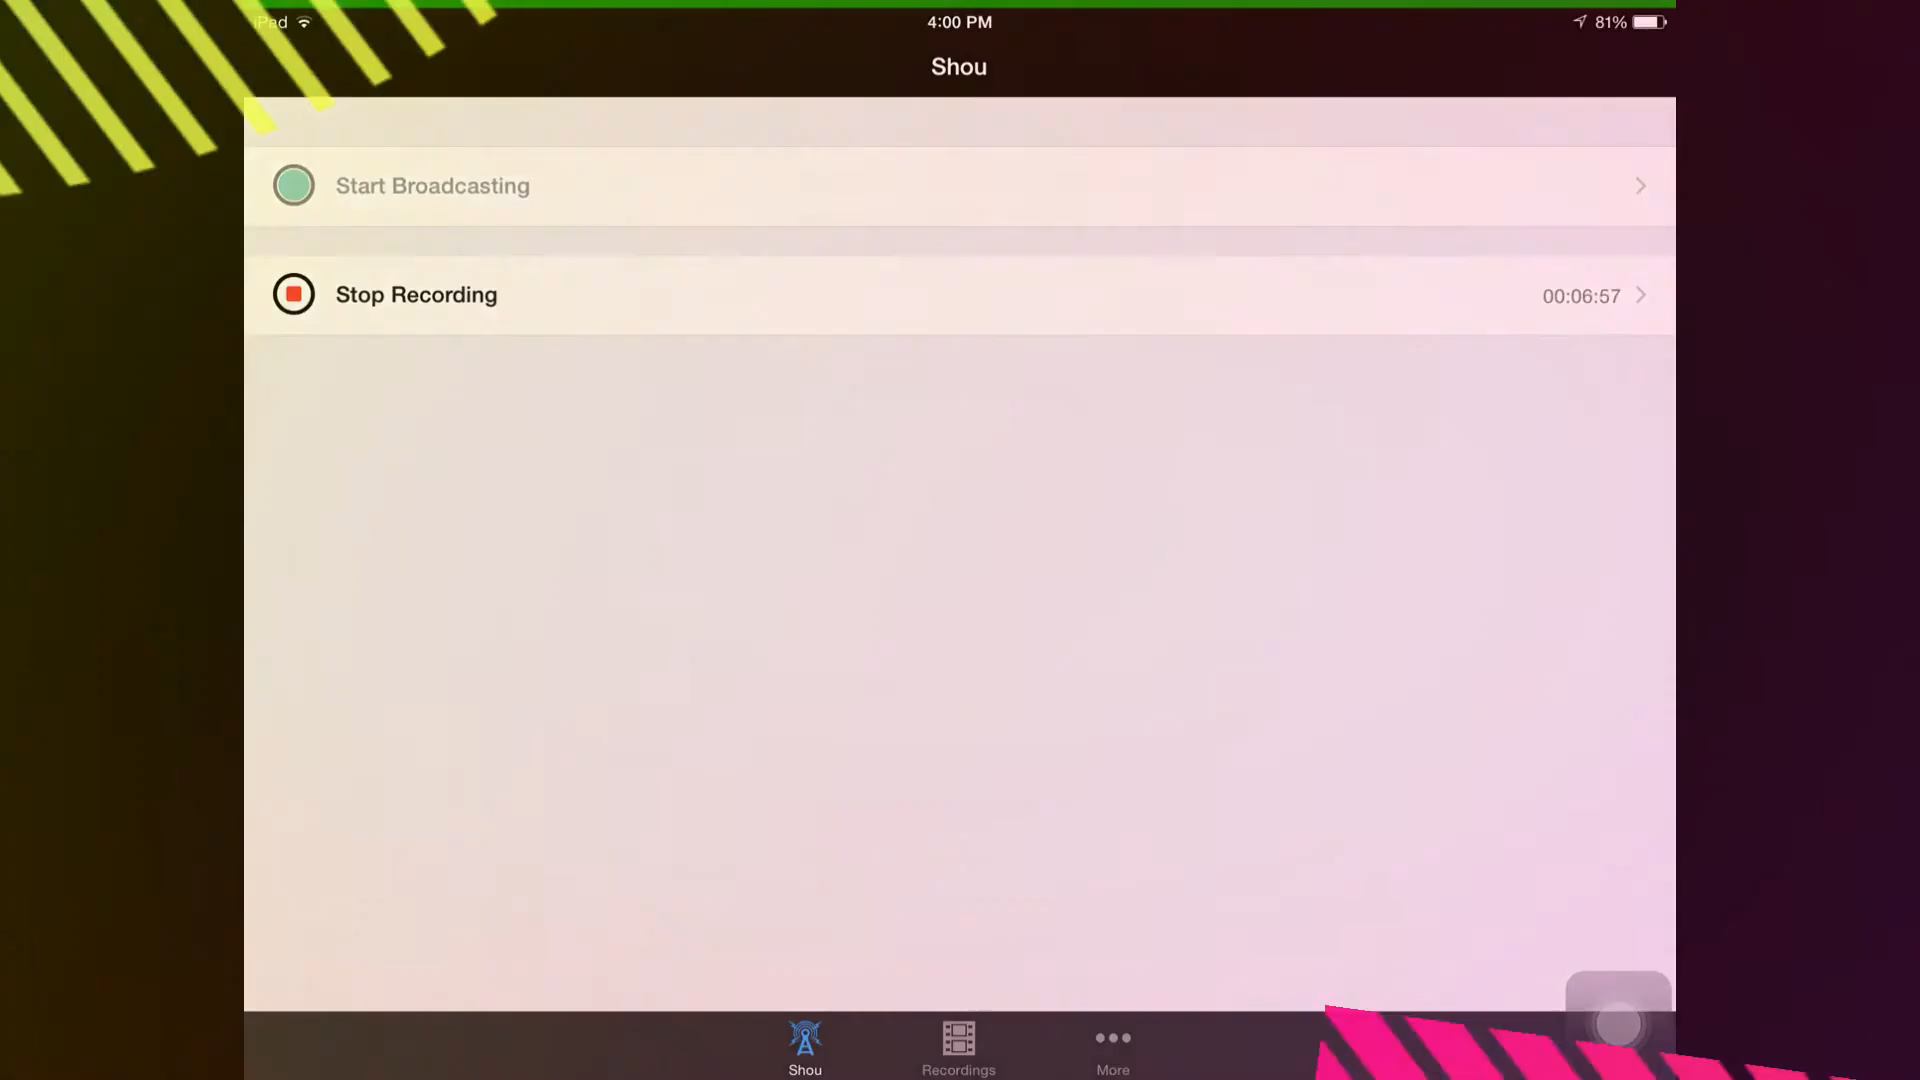 iPad
4:00 PM
81%
Shou
Start Broadcasting
Stop Recording
00:06:57
Shou
Recordings
More